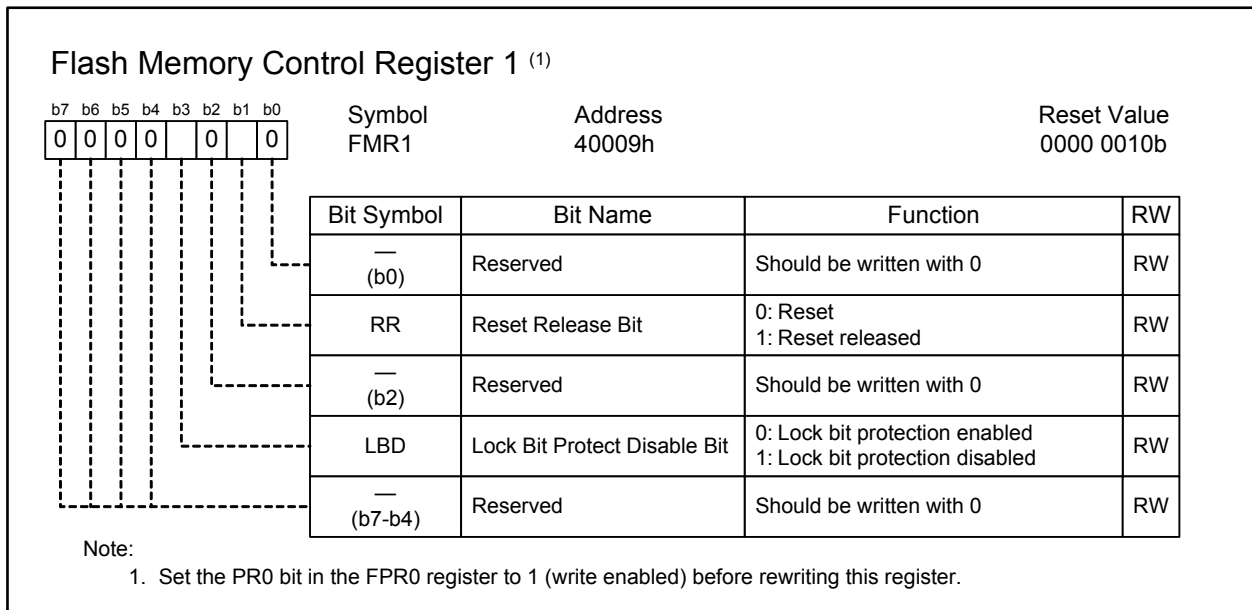 Flash Memory Control Register 1 (1)
b7 b6 b5 b4 b3 b2 b1 b0
0 0 0 0 0 0
Symbol Address Reset Value
FMR1 40009h 0000 0010b
Bit Symbol Bit Name Function RW
— (b0) Reserved Should be written with 0 RW
RR Reset Release Bit 0: Reset
1: Reset released RW
— (b2) Reserved Should be written with 0 RW
LBD Lock Bit Protect Disable Bit 0: Lock bit protection enabled
1: Lock bit protection disabled RW
— (b7-b4) Reserved Should be written with 0 RW
Note:
1. Set the PR0 bit in the FPR0 register to 1 (write enabled) before rewriting this register.